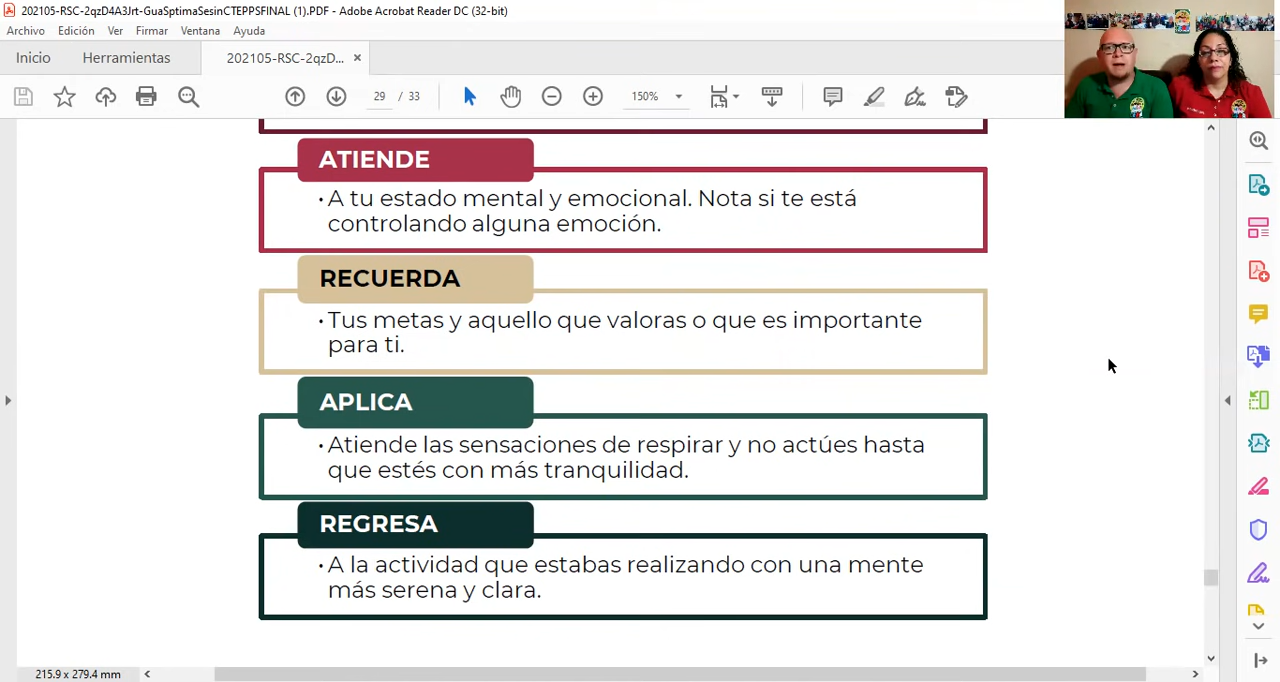 202105-RSC-2qzD4A3Jrt-GuaSptimaSesinCTEPPSFINAL (1).PDF - Adobe Acrobat Reader DC (32-bit)
Archivo Edición Ver Firmar Ventana Ayuda
Inicio Herramientas 202105-RSC-2qzD... ×
29 / 33 150%
ATIENDE
• A tu estado mental y emocional. Nota si te está
controlando alguna emoción.
RECUERDA
• Tus metas y aquello que valoras o que es importante
para ti.
APLICA
• Atiende las sensaciones de respirar y no actúes hasta
que estés con más tranquilidad.
REGRESA
• A la actividad que estabas realizando con una mente
más serena y clara.
215.9 x 279.4 mm